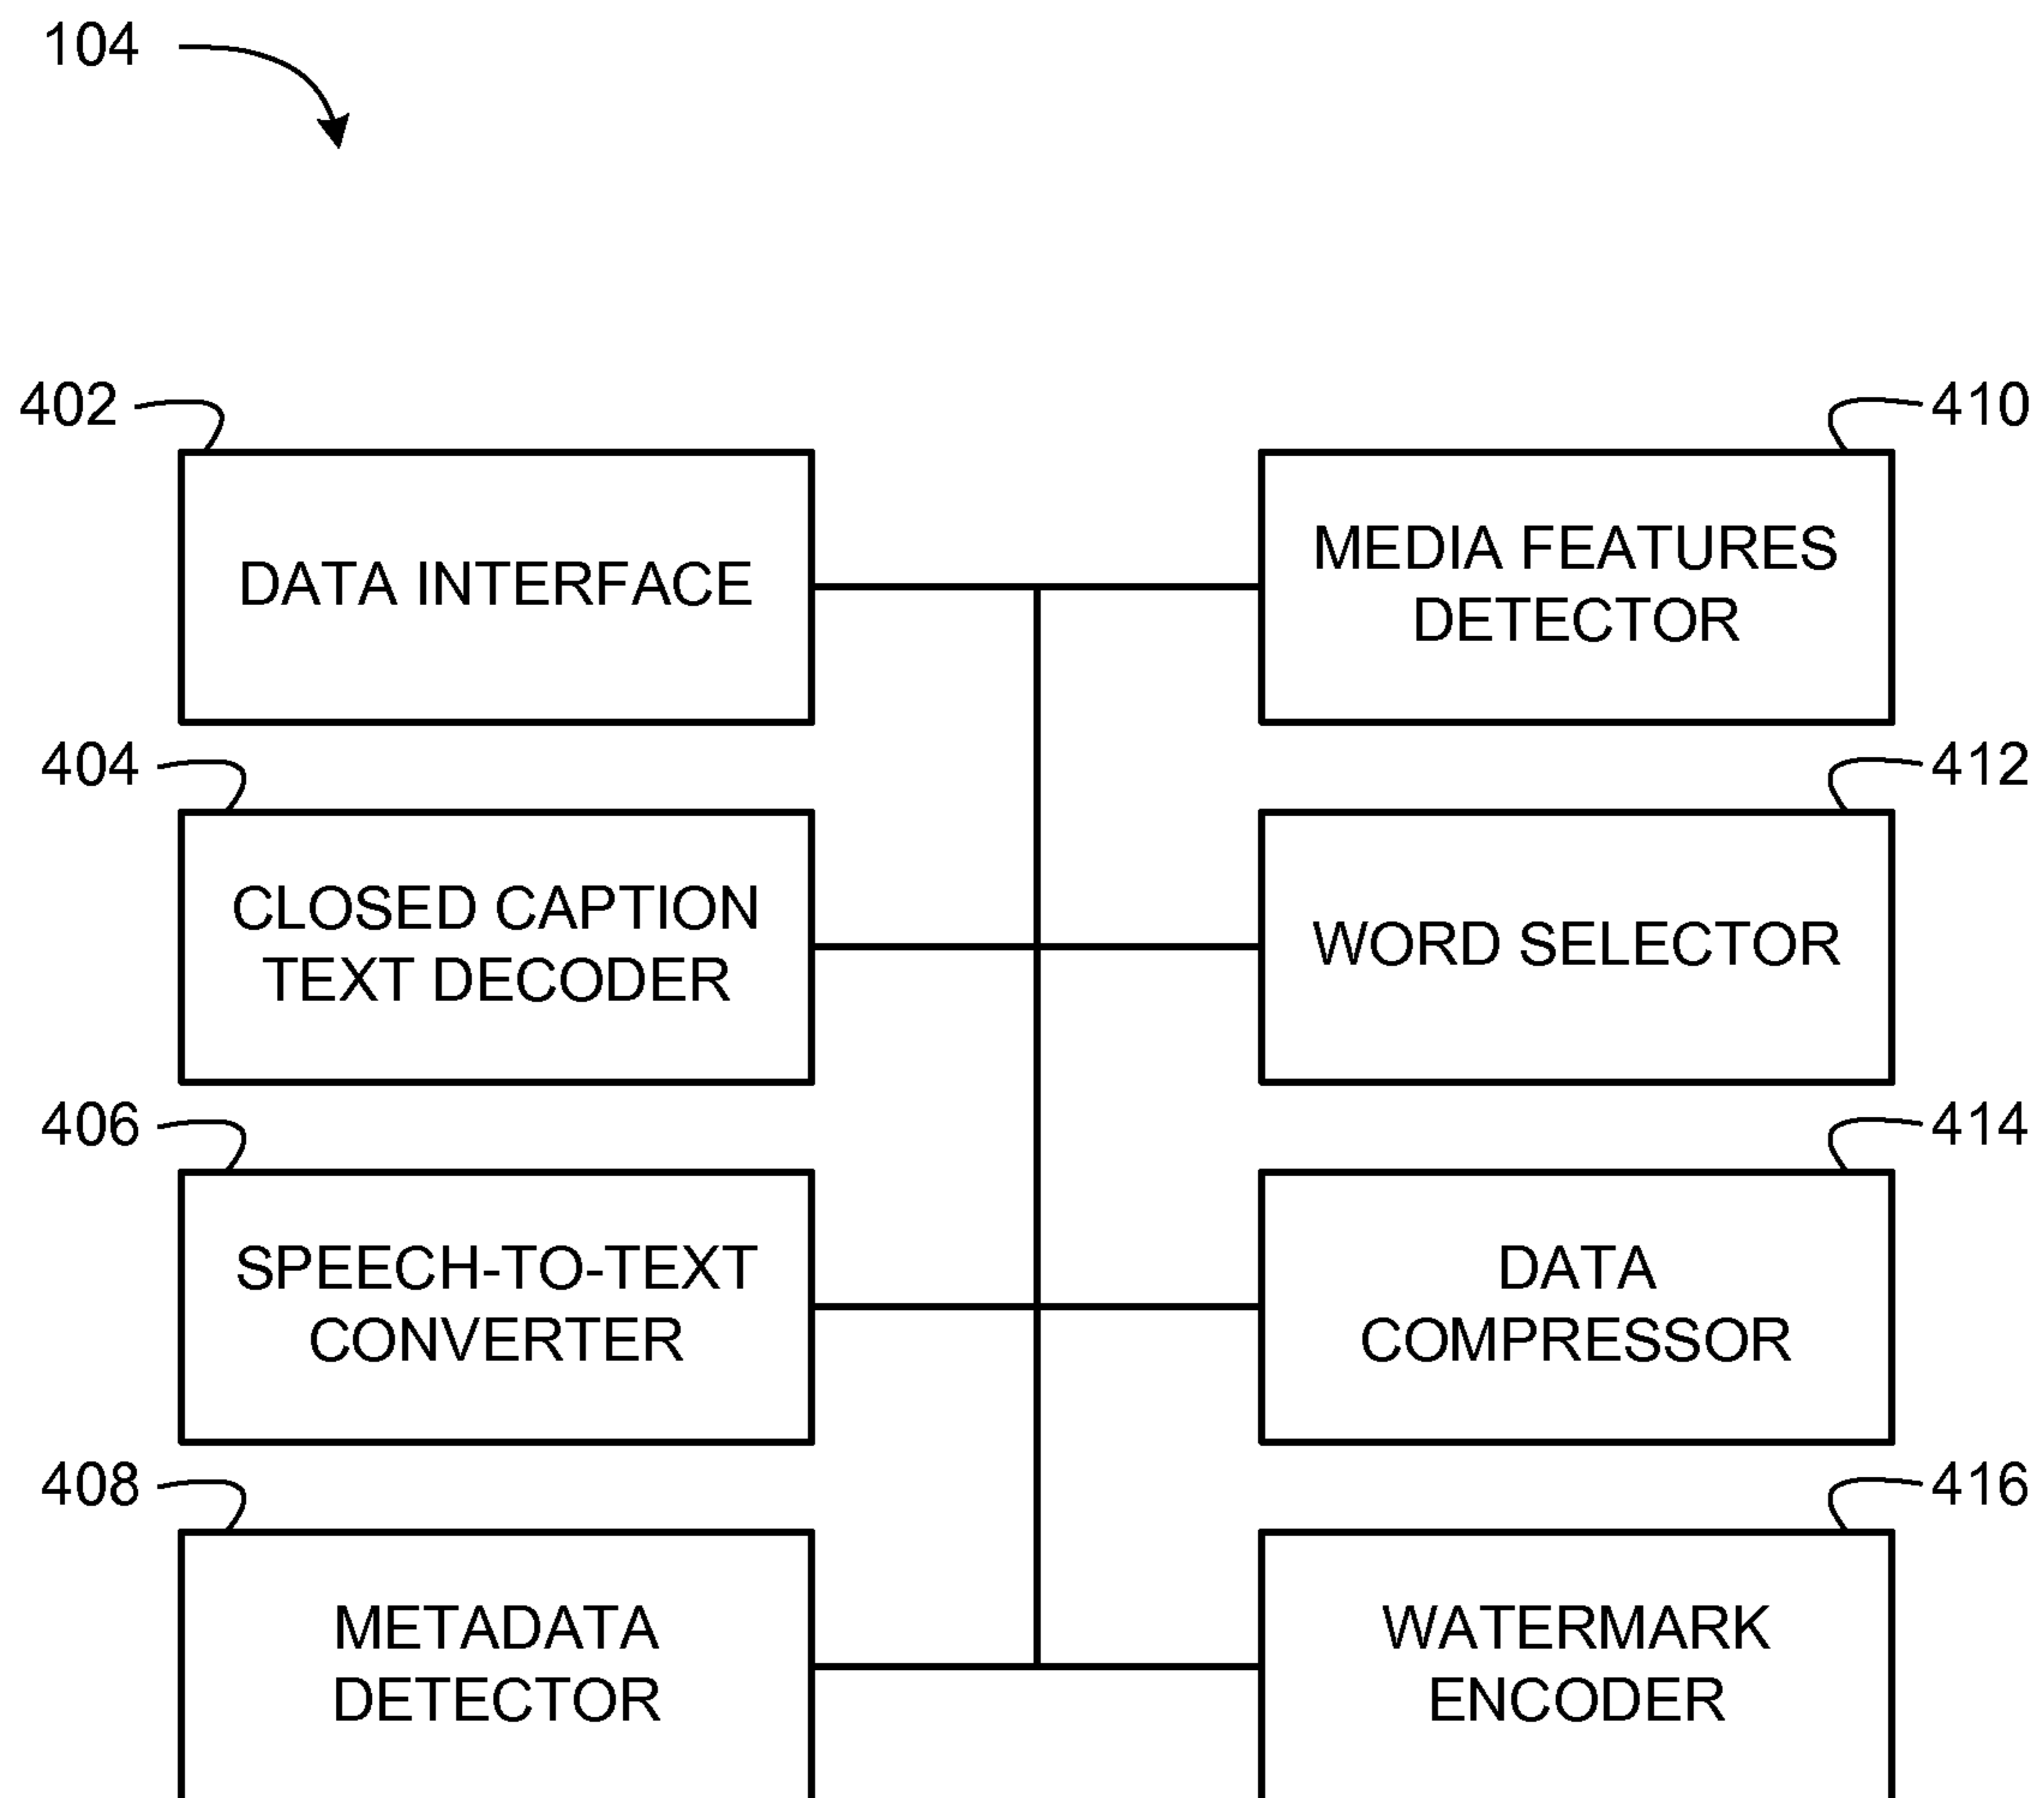 104
402
410
DATA INTERFACE
MEDIA FEATURES
DETECTOR
404
412
CLOSED CAPTION
TEXT DECODER
WORD SELECTOR
406
414
SPEECH-TO-TEXT
CONVERTER
DATA
COMPRESSOR
408
416
METADATA
DETECTOR
WATERMARK
ENCODER